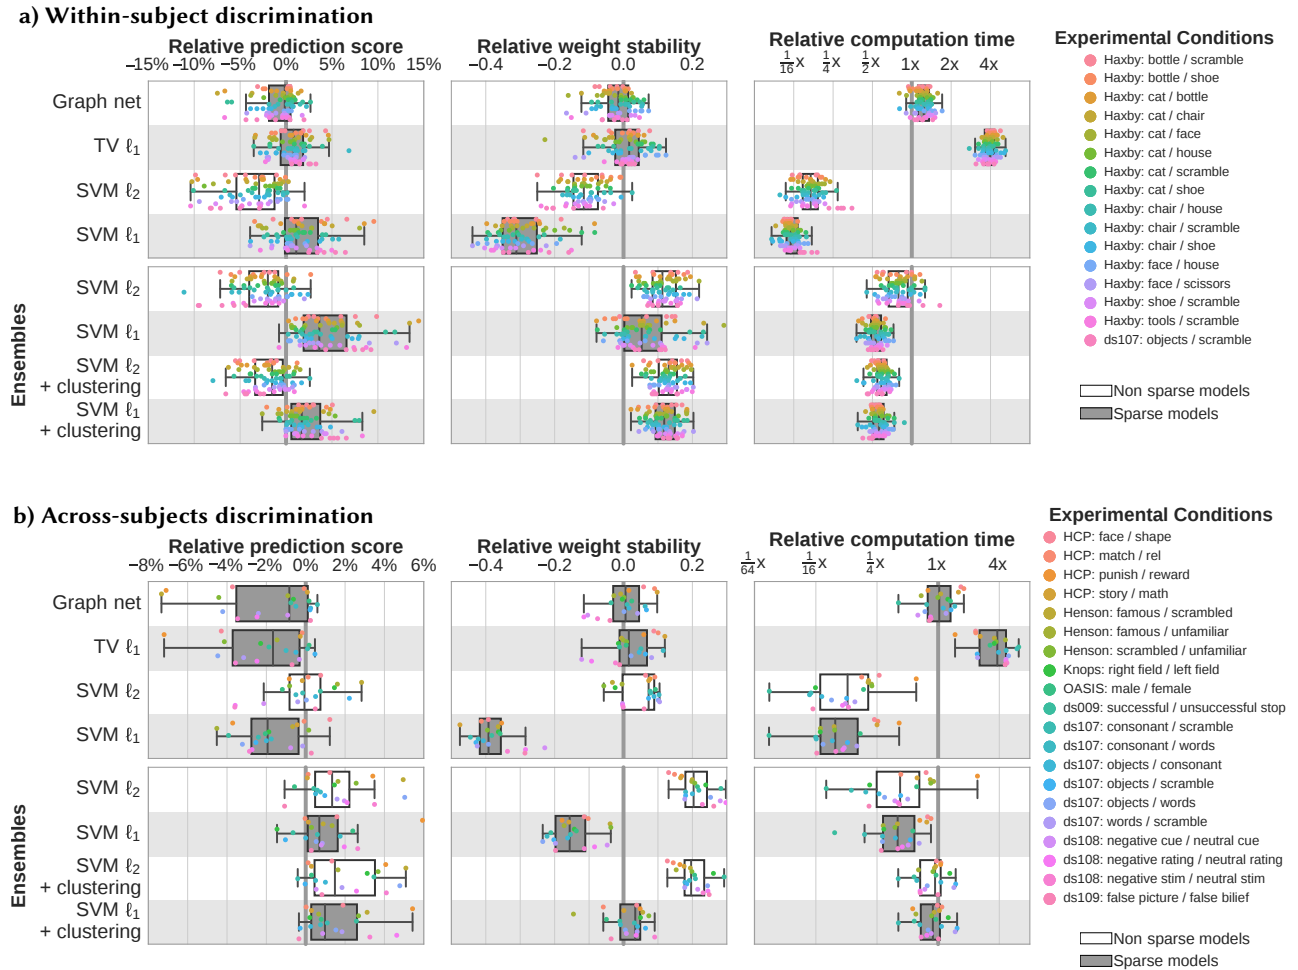 a) Within-subject discrimination
Relative prediction score
Relative weight stability
Relative computation time
−15% −10% −5% 0% 5% 10% 15%
−0.4 −0.2 0.0 0.2
1/16x 1/4x 1/2x 1x 2x 4x
Graph net
TV ℓ1
SVM ℓ2
SVM ℓ1
Ensembles
SVM ℓ2
SVM ℓ1
SVM ℓ2
+ clustering
SVM ℓ1
+ clustering
Experimental Conditions
Haxby: bottle / scramble
Haxby: bottle / shoe
Haxby: cat / bottle
Haxby: cat / chair
Haxby: cat / face
Haxby: cat / house
Haxby: cat / scramble
Haxby: cat / shoe
Haxby: chair / house
Haxby: chair / scramble
Haxby: chair / shoe
Haxby: face / house
Haxby: face / scissors
Haxby: shoe / scramble
Haxby: tools / scramble
ds107: objects / scramble
Non sparse models
Sparse models
b) Across-subjects discrimination
Relative prediction score
Relative weight stability
Relative computation time
−8% −6% −4% −2% 0% 2% 4% 6%
−0.4 −0.2 0.0 0.2
1/64x 1/16x 1/4x 1x 4x
Graph net
TV ℓ1
SVM ℓ2
SVM ℓ1
Ensembles
SVM ℓ2
SVM ℓ1
SVM ℓ2
+ clustering
SVM ℓ1
+ clustering
Experimental Conditions
HCP: face / shape
HCP: match / rel
HCP: punish / reward
HCP: story / math
Henson: famous / scrambled
Henson: famous / unfamiliar
Henson: scrambled / unfamiliar
Knops: right field / left field
OASIS: male / female
ds009: successful / unsuccessful stop
ds107: consonant / scramble
ds107: consonant / words
ds107: objects / consonant
ds107: objects / scramble
ds107: objects / words
ds107: words / scramble
ds108: negative cue / neutral cue
ds108: negative rating / neutral rating
ds108: negative stim / neutral stim
ds109: false picture / false bilief
Non sparse models
Sparse models